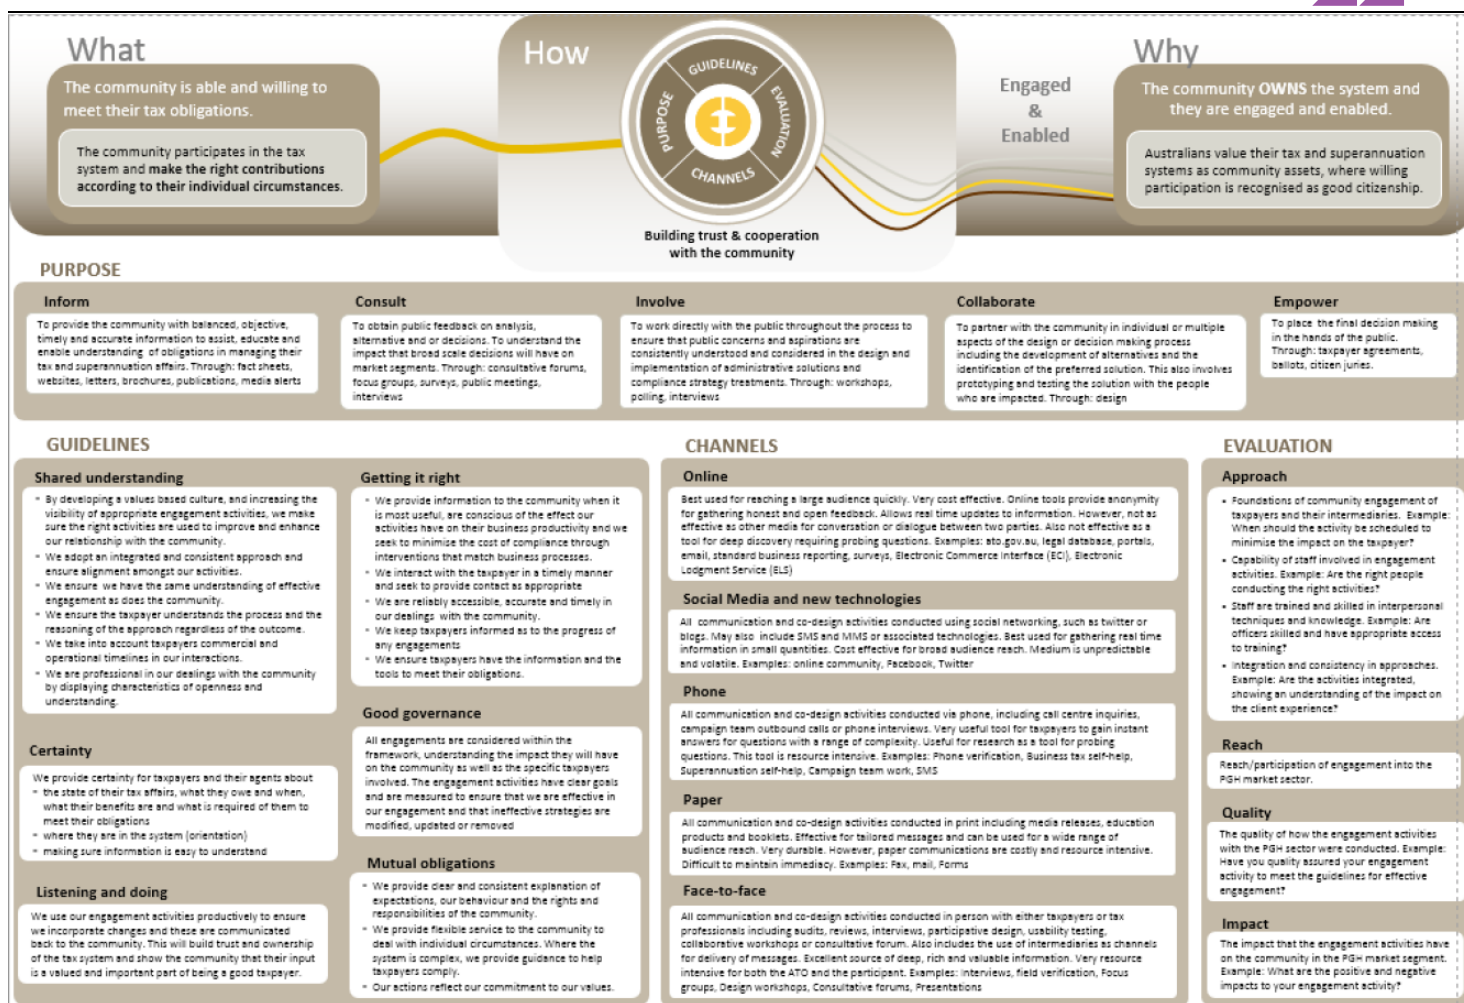 What
The community is able and willing to
meet their tax obligations.
The community participates in the tax
system and make the right contributions
according to their individual circumstances.
How
GUIDELINES
EVALUATION
CHANNELS
PURPOSE
Building trust & cooperation
with the community
Engaged
&
Enabled
Why
The community OWNS the system and
they are engaged and enabled.
Australians value their tax and superannuation
systems as community assets, where willing
participation is recognised as good citizenship.
PURPOSE
Inform
To provide the community with balanced, objective,
timely and accurate information to assist, educate and
enable understanding of obligations in managing their
tax and superannuation affairs. Through: fact sheets,
websites, letters, brochures, publications, media alerts
Consult
To obtain public feedback on analysis,
alternative and or decisions. To understand the
impact that broad scale decisions will have on
market segments. Through: consultative forums,
focus groups, surveys, public meetings,
interviews
Involve
To work directly with the public throughout the process to
ensure that public concerns and aspirations are
consistently understood and considered in the design and
implementation of administrative solutions and
compliance strategy treatments. Through: workshops,
polling, interviews
Collaborate
To partner with the community in individual or multiple
aspects of the design or decision making process
including the development of alternatives and the
identification of the preferred solution. This also involves
prototyping and testing the solution with the people
who are impacted. Through: design
Empower
To place the final decision making
in the hands of the public.
Through: taxpayer agreements,
ballots, citizen juries.
GUIDELINES
Shared understanding
- By developing a values based culture, and increasing the
visibility of appropriate engagement activities, we make
sure the right activities are used to improve and enhance
our relationship with the community.
- We adopt an integrated and consistent approach and
ensure alignment amongst our activities.
- We ensure we have the same understanding of effective
engagement as does the community.
- We ensure the taxpayer understands the process and the
reasoning of the approach regardless of the outcome.
- We take into account taxpayers commercial and
operational timelines in our interactions.
- We are professional in our dealings with the community
by displaying characteristics of openness and
understanding.
Certainty
We provide certainty for taxpayers and their agents about
- the state of their tax affairs, what they owe and when,
what their benefits are and what is required of them to
meet their obligations
- where they are in the system (orientation)
- making sure information is easy to understand
Listening and doing
We use our engagement activities productively to ensure
we incorporate changes and these are communicated
back to the community. This will build trust and ownership
of the tax system and show the community that their input
is a valued and important part of being a good taxpayer.
Getting it right
- We provide information to the community when it
is most useful, are conscious of the effect our
activities have on their business productivity and we
seek to minimise the cost of compliance through
interventions that match business processes.
- We interact with the taxpayer in a timely manner
and seek to provide contact as appropriate
- We are reliably accessible, accurate and timely in
our dealings with the community.
- We keep taxpayers informed as to the progress of
any engagements
- We ensure taxpayers have the information and the
tools to meet their obligations.
Good governance
All engagements are considered within the
framework, understanding the impact they will have
on the community as well as the specific taxpayers
involved. The engagement activities have clear goals
and are measured to ensure that we are effective in
our engagement and that ineffective strategies are
modified, updated or removed
Mutual obligations
- We provide clear and consistent explanation of
expectations, our behaviour and the rights and
responsibilities of the community.
- We provide flexible service to the community to
deal with individual circumstances. Where the
system is complex, we provide guidance to help
taxpayers comply.
- Our actions reflect our commitment to our values.
CHANNELS
Online
Best used for reaching a large audience quickly. Very cost effective. Online tools provide anonymity
for gathering honest and open feedback. Allows real time updates to information. However, not as
effective as other media for conversation or dialogue between two parties. Also not effective as a
tool for deep discovery requiring probing questions. Examples: ato.gov.au, legal database, portals,
email, standard business reporting, surveys, Electronic Commerce Interface (ECI), Electronic
Lodgment Service (ELS)
Social Media and new technologies
All communication and co-design activities conducted using social networking, such as twitter or
blogs. May also include SMS and MMS or associated technologies. Best used for gathering real time
information in small quantities. Cost effective for broad audience reach. Medium is unpredictable
and volatile. Examples: online community, Facebook, Twitter
Phone
All communication and co-design activities conducted via phone, including call centre inquiries,
campaign team outbound calls or phone interviews. Very useful tool for taxpayers to gain instant
answers for questions with a range of complexity. Useful for research as a tool for probing
questions. This tool is resource intensive. Examples: Phone verification, Business tax self-help,
Superannuation self-help, Campaign team work, SMS
Paper
All communication and co-design activities conducted in print including media releases, education
products and booklets. Effective for tailored messages and can be used for a wide range of
audience reach. Very durable. However, paper communications are costly and resource intensive.
Difficult to maintain immediacy. Examples: Fax, mail, Forms
Face-to-face
All communication and co-design activities conducted in person with either taxpayers or tax
professionals including audits, reviews, interviews, participative design, usability testing,
collaborative workshops or consultative forum. Also includes the use of intermediaries as channels
for delivery of messages. Excellent source of deep, rich and valuable information. Very resource
intensive for both the ATO and the participant. Examples: Interviews, field verification, Focus
groups, Design workshops, Consultative forums, Presentations
EVALUATION
Approach
• Foundations of community engagement of
taxpayers and their intermediaries. Example:
When should the activity be scheduled to
minimise the impact on the taxpayer?
• Capability of staff involved in engagement
activities. Example: Are the right people
conducting the right activities?
• Staff are trained and skilled in interpersonal
techniques and knowledge. Example: Are
officers skilled and have appropriate access
to training?
• Integration and consistency in approaches.
Example: Are the activities integrated,
showing an understanding of the impact on
the client experience?
Reach
Reach/participation of engagement into the
PGH market sector.
Quality
The quality of how the engagement activities
with the PGH sector were conducted. Example:
Have you quality assured your engagement
activity to meet the guidelines for effective
engagement?
Impact
The impact that the engagement activities have
on the community in the PGH market segment.
Example: What are the positive and negative
impacts to your engagement activity?